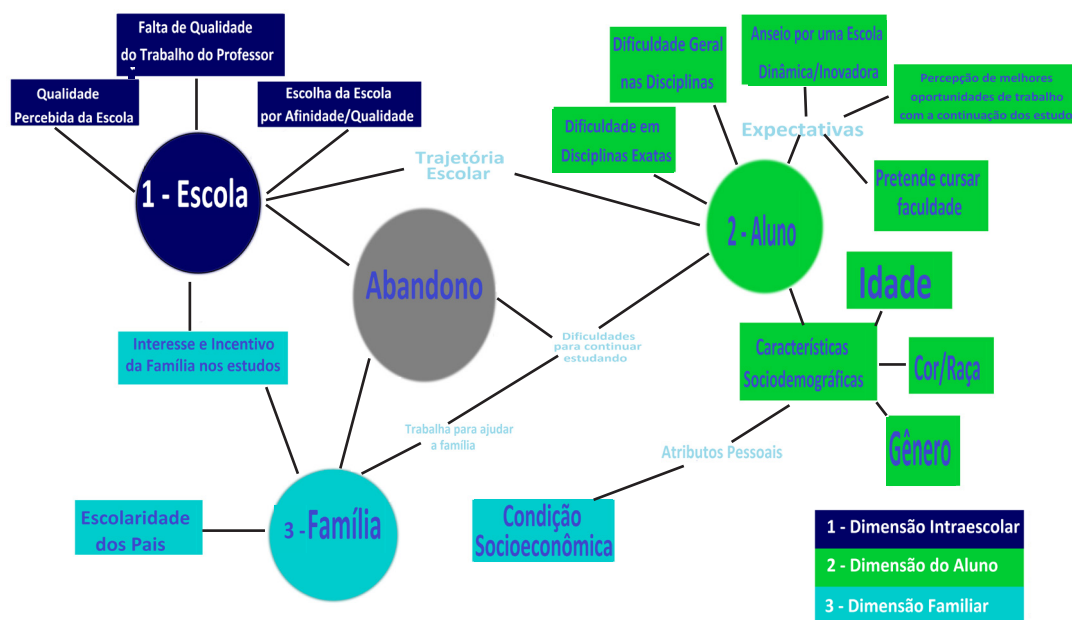 Falta de Qualidade
do Trabalho do Professor
Qualidade
Percebida da Escola
Escolha da Escola
por Afinidade/Qualidade
1 - Escola
Trajetória
Escolar
Dificuldade Geral
nas Disciplinas
Anseio por uma Escola
Dinâmica/Inovadora
Percepção de melhores
oportunidades de trabalho
com a continuação dos estudo
Dificuldade em
Disciplinas Exatas
Expectativas
Pretende cursar
faculdade
2 - Aluno
Abandono
Idade
Interesse e Incentivo
da Família nos estudos
Dificuldades
para continuar
estudando
Características
Sociodemográficas
Cor/Raça
Gênero
Trabalha para ajudar
a família
Atributos Pessoais
Escolaridade
dos Pais
3 - Família
Condição
Socioeconômica
1 - Dimensão Intraescolar
2 - Dimensão do Aluno
3 - Dimensão Familiar